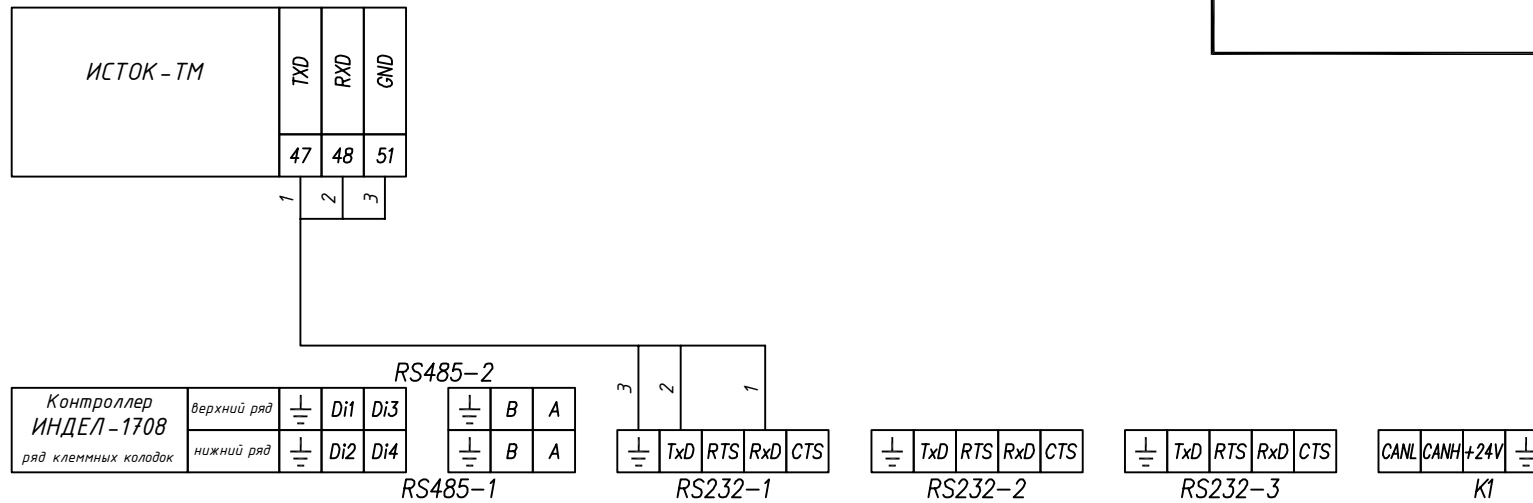 ИСТОК-ТМ
TXD RXD GND
47 48 51
1 2 3
RS485-2
3 2 1
Контроллер
ИНДЕЛ-1708
ряд клеммных колодок
верхний ряд Di1 Di3 B A
нижний ряд Di2 Di4 B A
TxD RTS RxD CTS
TxD RTS RxD CTS
TxD RTS RxD CTS
CANL CANH +24V
RS485-1 RS232-1 RS232-2 RS232-3 K1